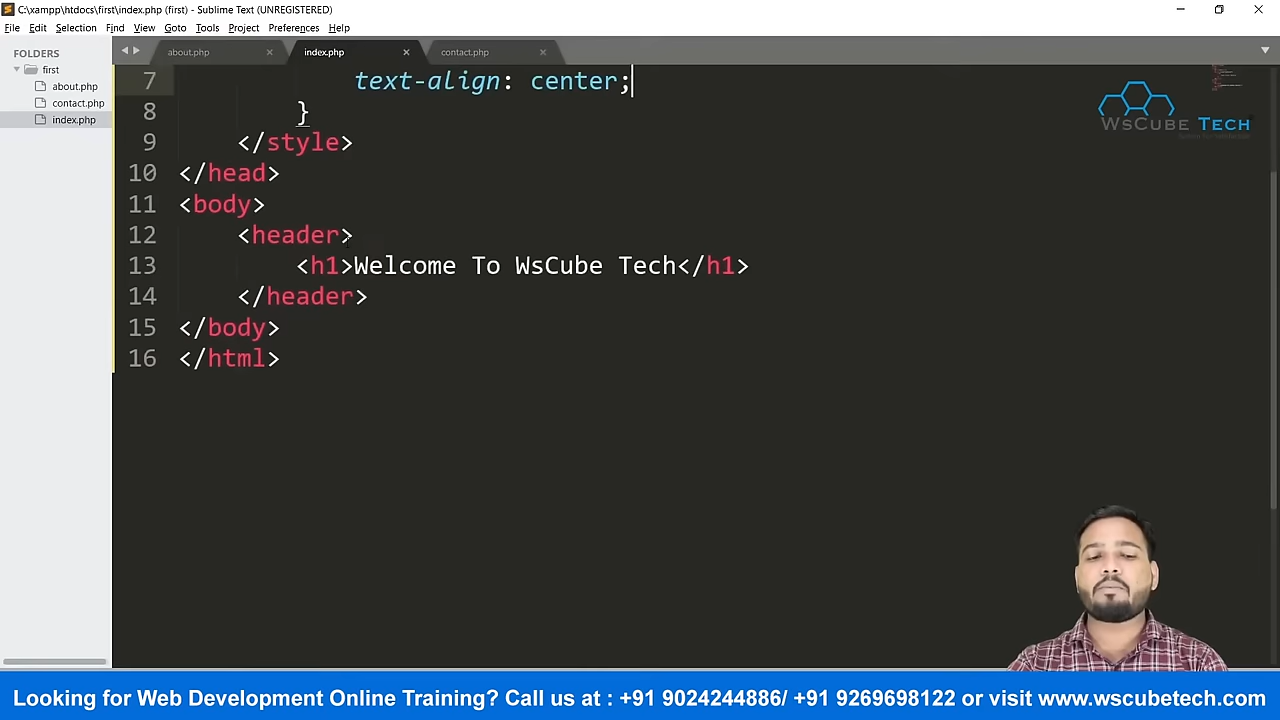 C:\xampp\htdocs\first\index.php (first) - Sublime Text (UNREGISTERED)
File Edit Selection Find View Goto Tools Project Preferences Help
FOLDERS
first
about.php
contact.php
index.php
about.php × index.php × contact.php ×
7 text-align: center;
8 }
9 </style>
10 </head>
11 <body>
12 <header>
13 <h1>Welcome To WsCube Tech</h1>
14 </header>
15 </body>
16 </html>
WsCube Tech
Looking for Web Development Online Training? Call us at : +91 9024244886/ +91 9269698122 or visit www.wscubetech.com